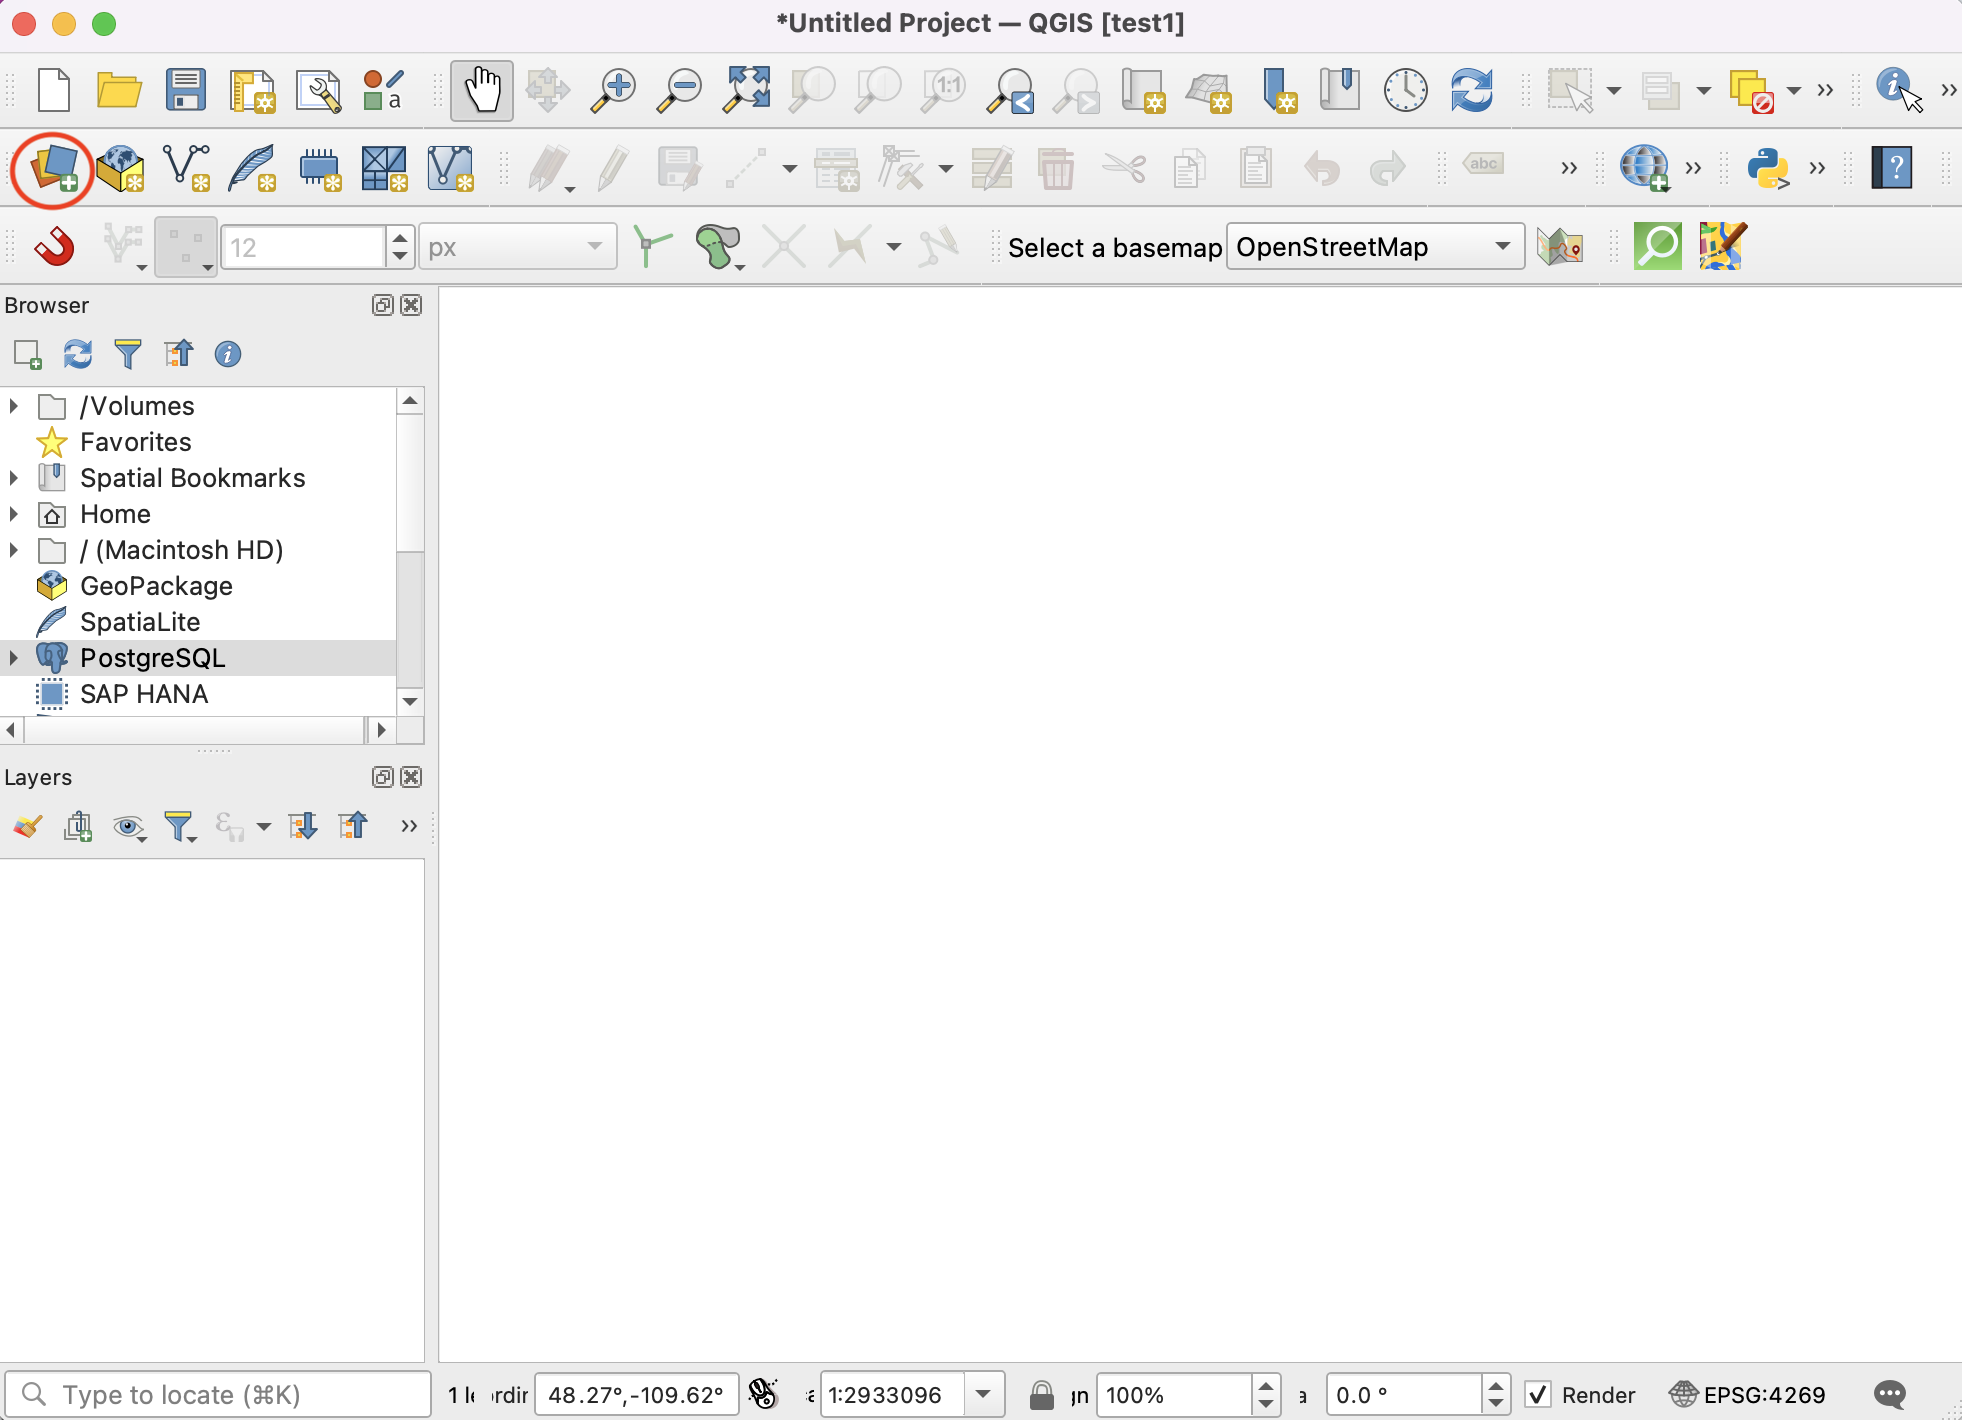 *Untitled Project — QGIS [test1]
a
1:1
abc
?
12
px
Select a basemap
OpenStreetMap
Browser
/Volumes
Favorites
Spatial Bookmarks
Home
/ (Macintosh HD)
GeoPackage
SpatiaLite
PostgreSQL
SAP HANA
Layers
Type to locate (⌘K)
48.27°,-109.62°
1:2933096
100%
0.0 °
Render
EPSG:4269